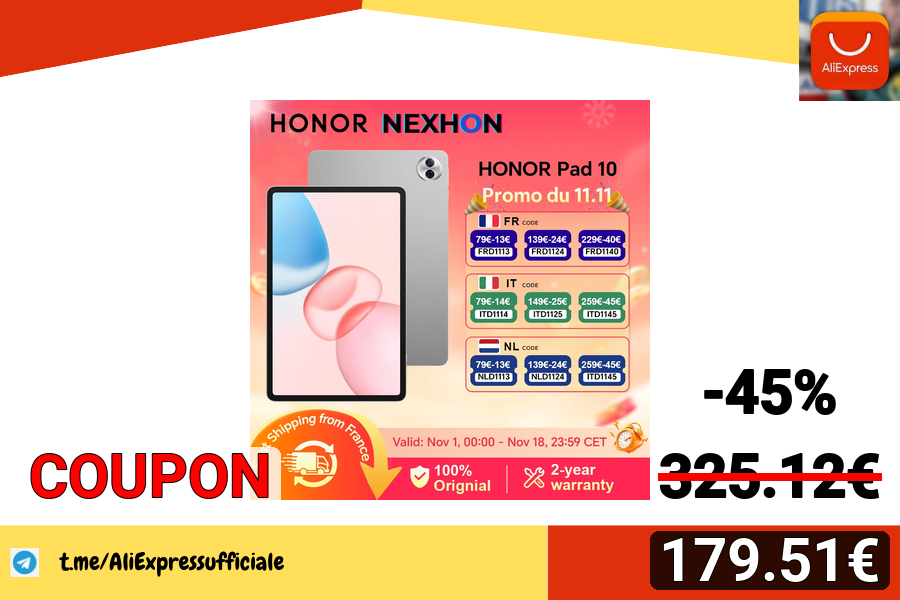 AliExpress
HONOR NEXHON
HONOR Pad 10
Promo du 11.11
FR CODE
79€-13€ 139€-24€ 229€-40€
FRD1113 FRD1124 FRD1140
IT CODE
79€-14€ 149€-25€ 259€-45€
ITD1114 ITD1125 ITD1145
NL CODE
79€-13€ 139€-24€ 259€-45€
NLD1113 NLD1124 ITD1145
Shipping from France
Valid: Nov 1, 00:00 - Nov 18, 23:59 CET
100%
Orignial
2-year
warranty
-45%
COUPON
325.12€
t.me/AliExpressufficiale
179.51€